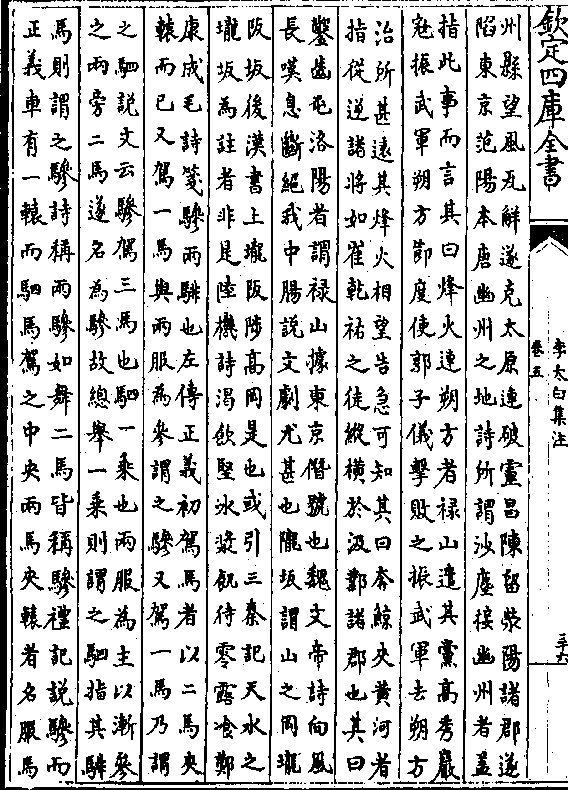 欽定四庫全書
李太白集注
卷五
三十六
州縣望風瓦解遂克太原連破靈昌陳留滎陽諸郡遂
陷東京范陽本唐幽州之地詩所謂沙塵接幽州者蓋
指此事而言其曰烽火連朔方者禄山遣其黨高秀巖
宼振武軍朔方節度使郭子儀擊敗之振武軍去朔方
治所甚遠其烽火相望告急可知其曰奔鯨夾黄河者
指從逆諸將如崔乾祐之徒縱橫於汲鄴諸郡也其曰
鑿齒屯洛陽者謂禄山據東京僭號也魏文帝詩向風
長嘆息斷絶我中腸説文劇尤甚也隴坂謂山之岡壠
阪坂後漢書上壠阪陟高岡是也或引三秦記天水之
壠坂為註者非是陸機詩渴飲堅氷漿飢待零露飡鄭
康成毛詩箋驂兩騑也左傳正義初駕馬者以二馬夾
轅而已又駕一馬與兩服為參謂之驂又駕一馬乃謂
之駟説文云驂駕三馬也駟一乘也兩服為主以漸參
之兩旁二馬遂名為驂故總舉一乘則謂之駟指其騑
馬則謂之驂詩稱兩驂如舞二馬皆稱驂禮記説驂而
正義車有一轅而駟馬駕之中央兩馬夾轅者名服馬